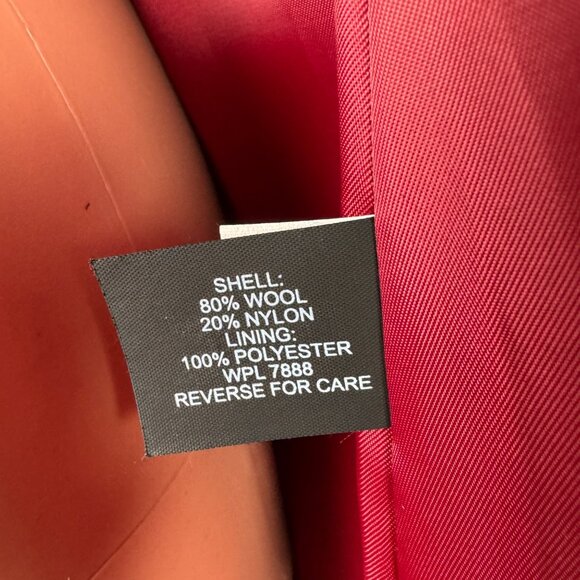 SHELL:
80% WOOL
20% NYLON
LINING:
100% POLYESTER
WPL 7888
REVERSE FOR CARE